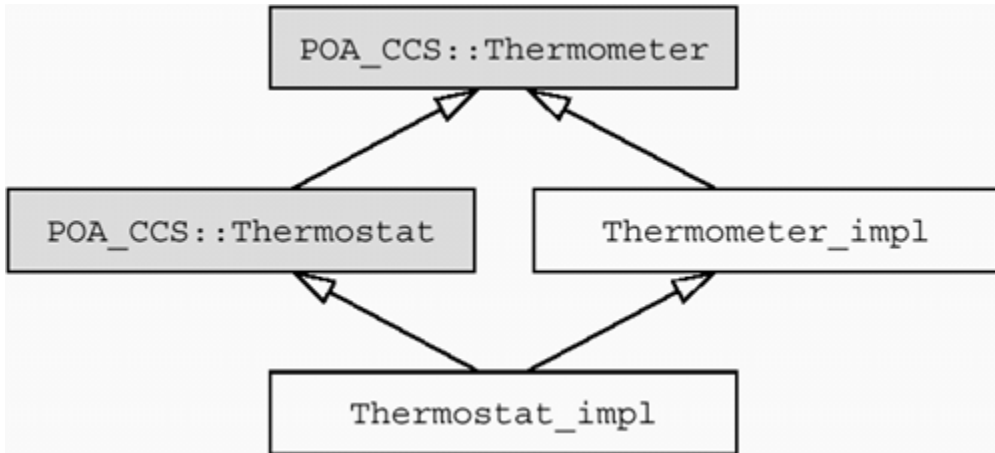 POA_CCS::Thermometer
POA_CCS::Thermostat
Thermometer_impl
Thermostat_impl